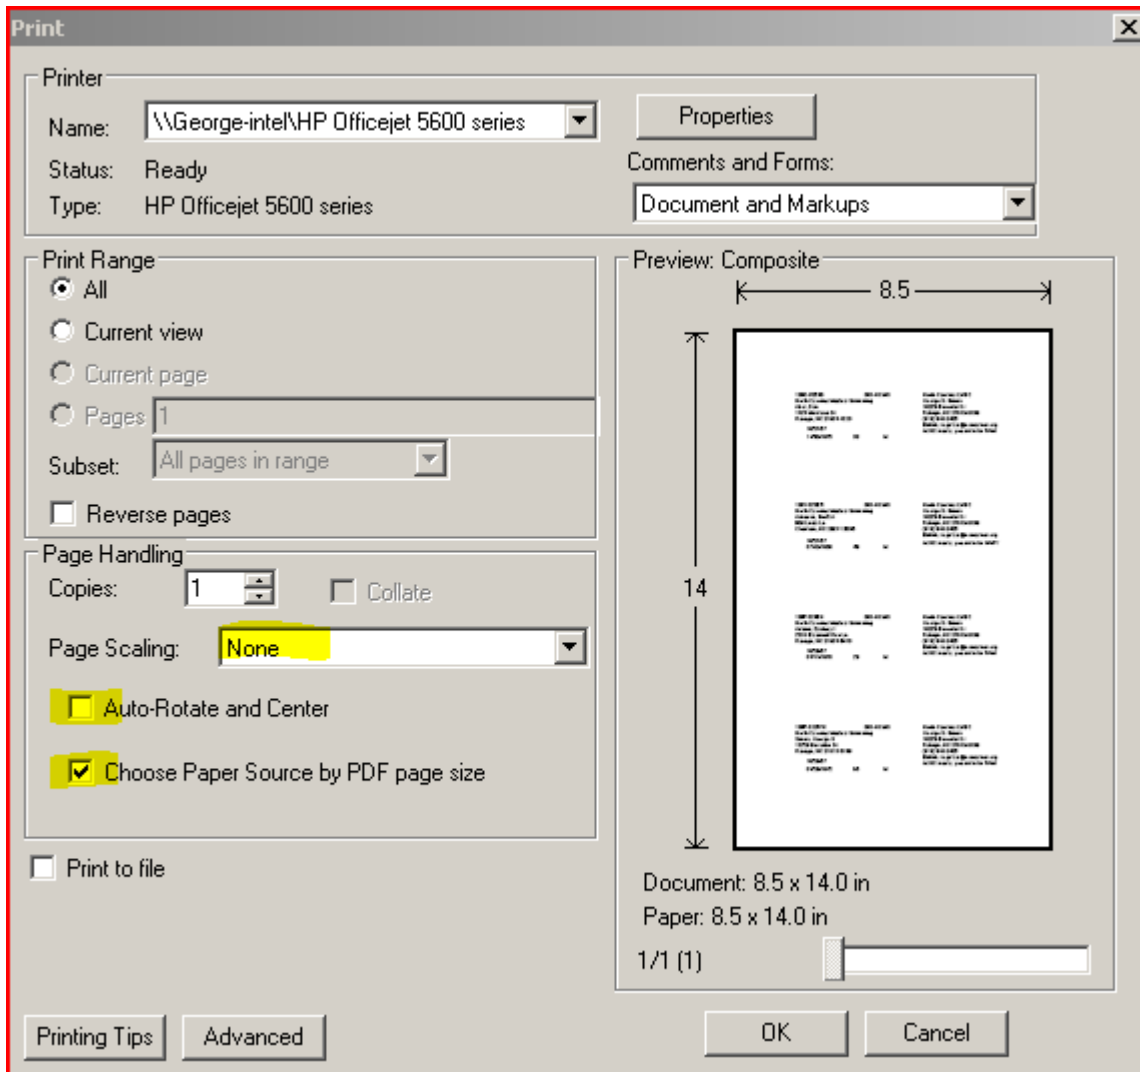 Print
Printer
Name: \\George-intel\HP Officejet 5600 series
Properties
Status: Ready
Comments and Forms:
Type: HP Officejet 5600 series
Document and Markups
Print Range
All
Current view
Current page
Pages 1
Subset: All pages in range
Reverse pages
Page Handling
Copies: 1 Collate
Page Scaling: None
Auto-Rotate and Center
Choose Paper Source by PDF page size
Print to file
Preview: Composite
8.5
14
Document: 8.5 x 14.0 in
Paper: 8.5 x 14.0 in
1/1 (1)
Printing Tips
Advanced
OK
Cancel